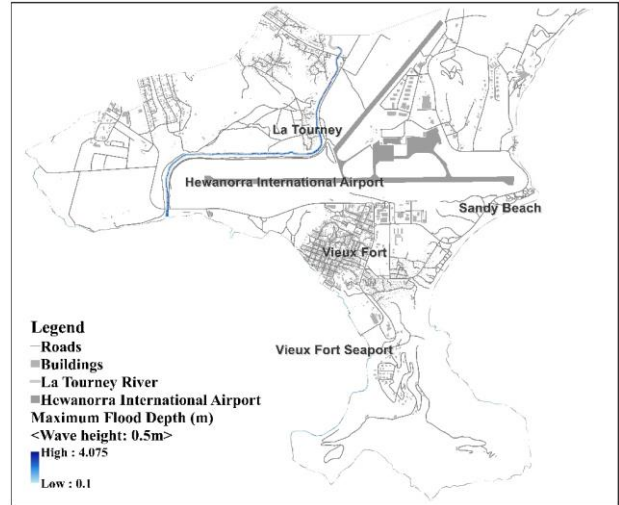 La Tourney
Hewanorra International Airport
Sandy Beach
Vieux Fort
Vieux Fort Seaport
Legend
Roads
Buildings
La Tourney River
Hewanorra International Airport
Maximum Flood Depth (m)
<Wave height: 0.5m>
High : 4.075
Low : 0.1